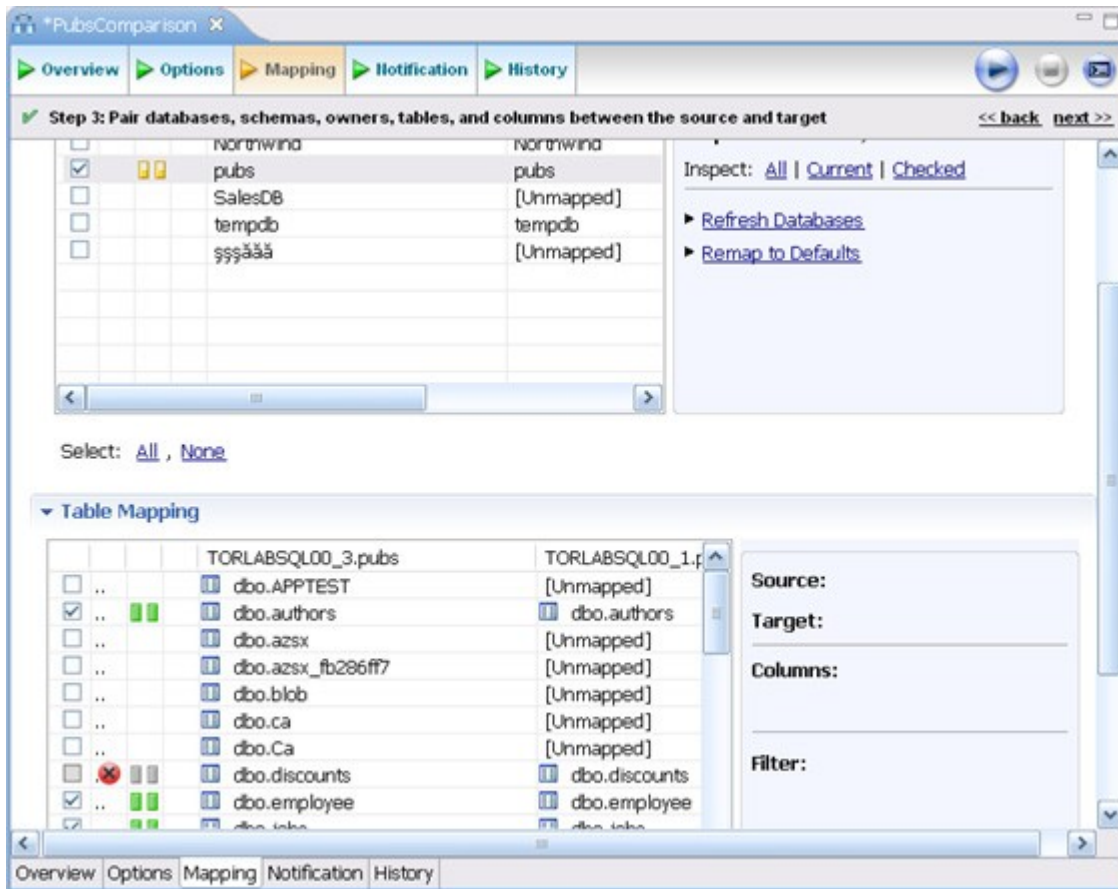 *PubsComparison
Overview Options Mapping Notification History
Step 3: Pair databases, schemas, owners, tables, and columns between the source and target << back next >>
Northwind Northwind
pubs pubs Inspect: All | Current | Checked
SalesDB [Unmapped]
tempdb tempdb Refresh Databases
şşşăăă [Unmapped] Remap to Defaults
Select: All , None
Table Mapping
TORLABSQL00_3.pubs TORLABSQL00_1.p
dbo.APPTEST [Unmapped] Source:
.. dbo.authors dbo.authors Target:
.. dbo.azsx [Unmapped]
.. dbo.azsx_fb286ff7 [Unmapped] Columns:
.. dbo.blob [Unmapped]
.. dbo.ca [Unmapped]
.. dbo.Ca [Unmapped]
dbo.discounts dbo.discounts Filter:
.. dbo.employee dbo.employee
dbo.jobs dbo.jobs
Overview Options Mapping Notification History